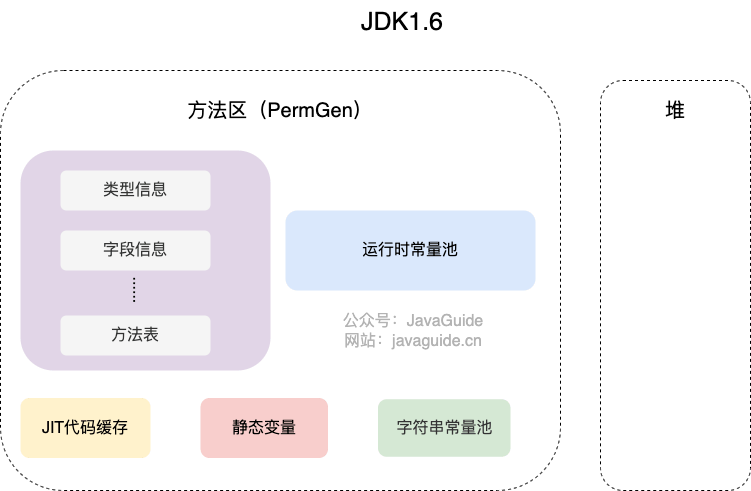 JDK1.6
方法区（PermGen）
堆
类型信息
字段信息
方法表
运行时常量池
公众号：JavaGuide
网站：javaguide.cn
JIT代码缓存
静态变量
字符串常量池